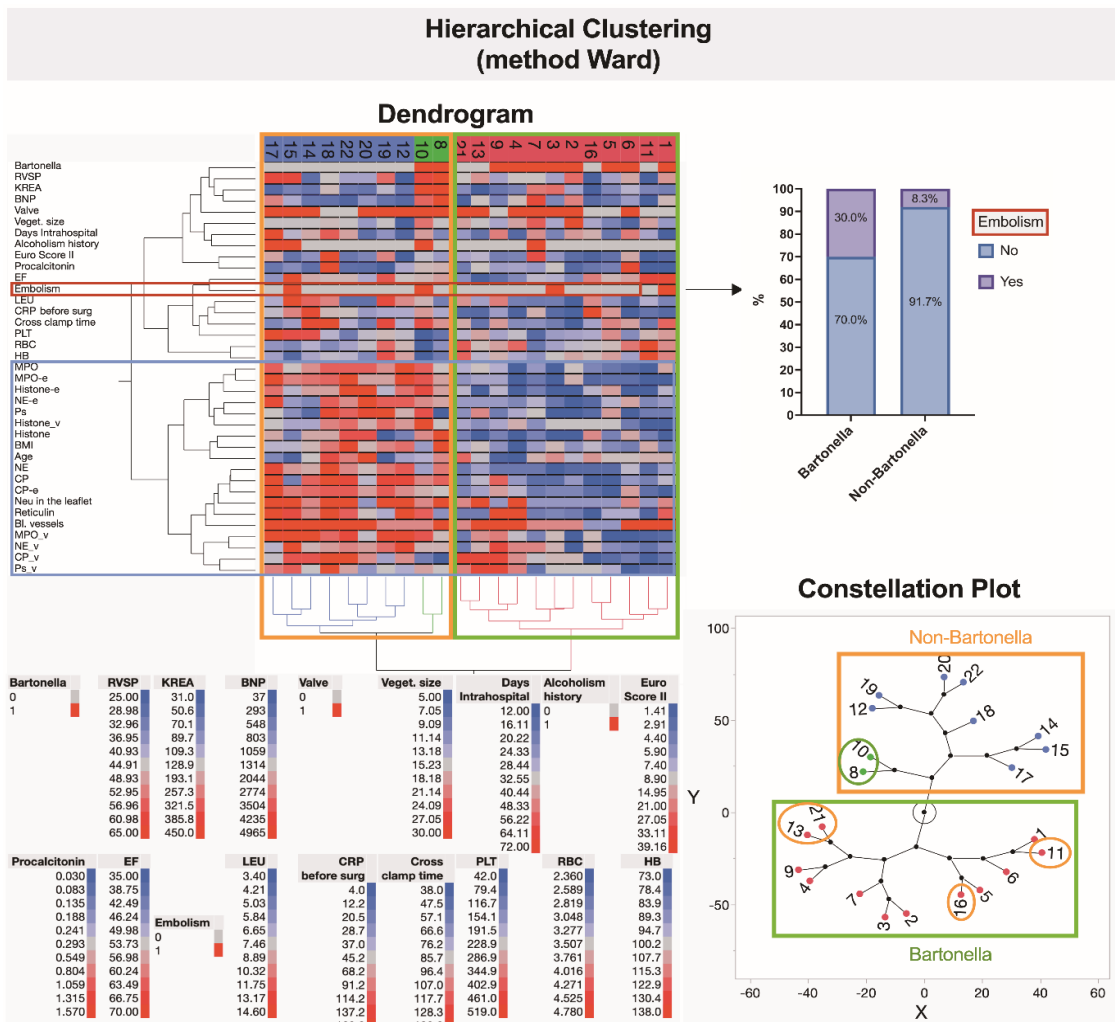 Hierarchical Clustering
(method Ward)
Dendrogram
17 15 14 18 22 20 19 12 10 8 21 13 9 4 7 3 2 16 5 6 11 1
Bartonella
RVSP
KREA
BNP
Valve
Veget. size
Days Intrahospital
Alcoholism history
Euro Score II
Procalcitonin
EF
Embolism
LEU
CRP before surg
Cross clamp time
PLT
RBC
HB
MPO
MPO-e
Histone-e
NE-e
Ps
Histone_v
Histone
BMI
Age
NE
CP
CP-e
Neu in the leaflet
Reticulin
Bl. vessels
MPO_v
NE_v
CP_v
Ps_v
100
90
80
70
60
50
40
30
20
10
0
%
30.0%
70.0%
8.3%
91.7%
Bartonella
Non-Bartonella
Embolism
No
Yes
Bartonella
0
1
RVSP
25.00
28.98
32.96
36.95
40.93
44.91
48.93
52.95
56.96
60.98
65.00
KREA
31.0
50.6
70.1
89.7
109.3
128.9
193.1
257.3
321.5
385.8
450.0
BNP
37
293
548
803
1059
1314
2044
2774
3504
4235
4965
Valve
0
1
Veget. size
5.00
7.05
9.09
11.14
13.18
15.23
18.18
21.14
24.09
27.05
30.00
Days
Intrahospital
12.00
16.11
20.22
24.33
28.44
32.55
40.44
48.33
56.22
64.11
72.00
Alcoholism
history
0
1
Euro
Score II
1.41
2.91
4.40
5.90
7.40
8.90
14.95
21.00
27.05
33.11
39.16
Procalcitonin
0.030
0.083
0.135
0.188
0.241
0.293
0.549
0.804
1.059
1.315
1.570
EF
35.00
38.75
42.49
46.24
49.98
53.73
56.98
60.24
63.49
66.75
70.00
Embolism
0
1
LEU
3.40
4.21
5.03
5.84
6.65
7.46
8.89
10.32
11.75
13.17
14.60
CRP
before surg
4.0
12.2
20.5
28.7
37.0
45.2
68.2
91.2
114.2
137.2
Cross
clamp time
38.0
47.5
57.1
66.6
76.2
85.7
96.4
107.0
117.7
128.3
PLT
42.0
79.4
116.7
154.1
191.5
228.9
286.9
344.9
402.9
461.0
519.0
RBC
2.360
2.589
2.819
3.048
3.277
3.507
3.761
4.016
4.271
4.525
4.780
HB
73.0
78.4
83.9
89.3
94.7
100.2
107.7
115.3
122.9
130.4
138.0
Constellation Plot
Non-Bartonella
20
22
19
12
18
14
15
10
8
17
21
13
1
11
9
4
6
7
5
16
3
2
Bartonella
100
50
0
-50
Y
-60
-40
-20
0
20
40
60
X